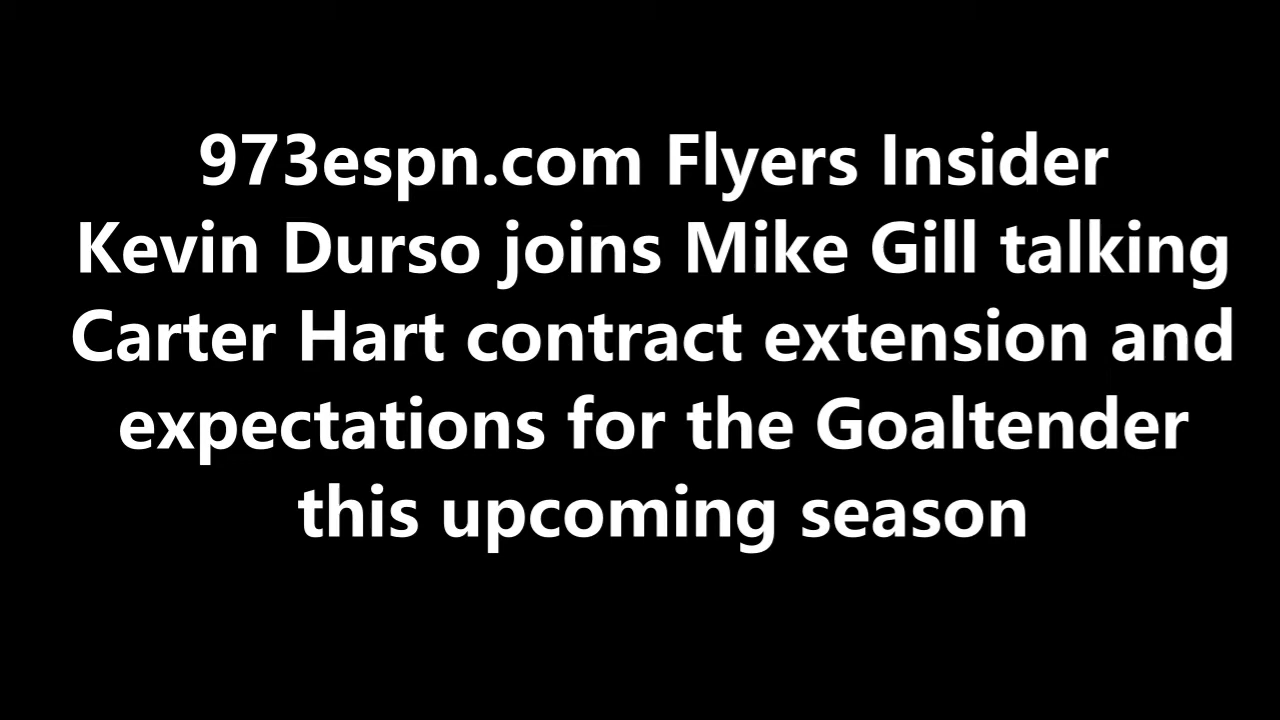 973espn.com Flyers Insider
Kevin Durso joins Mike Gill talking
Carter Hart contract extension and
expectations for the Goaltender
this upcoming season